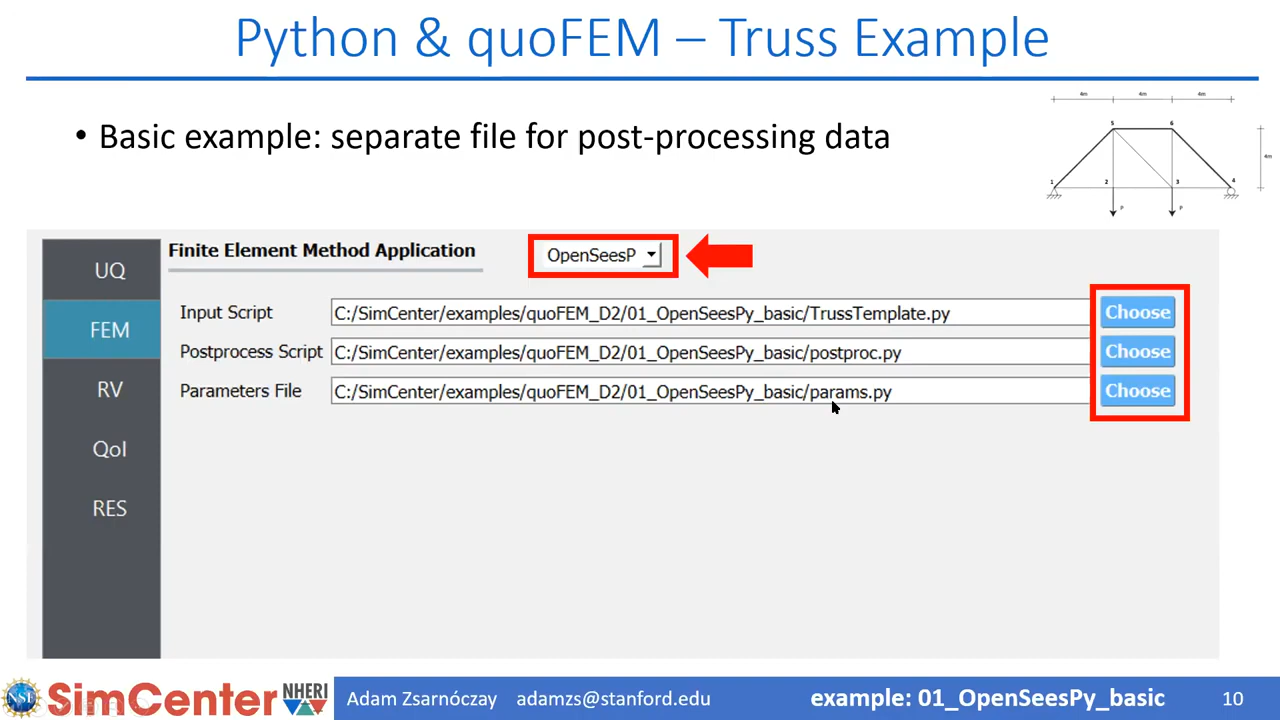 Python & quoFEM – Truss Example
• Basic example: separate file for post-processing data
4m 4m 4m
5 6
4m
1 2 3 4
P P
UQ
FEM
RV
QoI
RES
Finite Element Method Application OpenSeesP
Input Script C:/SimCenter/examples/quoFEM_D2/01_OpenSeesPy_basic/TrussTemplate.py Choose
Postprocess Script C:/SimCenter/examples/quoFEM_D2/01_OpenSeesPy_basic/postproc.py Choose
Parameters File C:/SimCenter/examples/quoFEM_D2/01_OpenSeesPy_basic/params.py Choose
NSF SimCenter NHERI Adam Zsarnóczay adamzs@stanford.edu example: 01_OpenSeesPy_basic 10